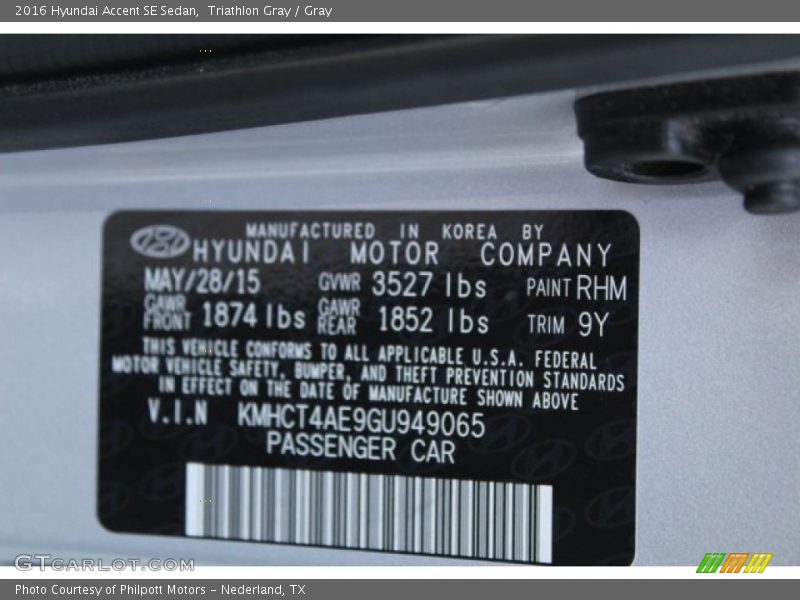 2016 Hyundai Accent SE Sedan, Triathlon Gray / Gray
MANUFACTURED IN KOREA BY
HYUNDAI MOTOR COMPANY
MAY/28/15 GVWR 3527 lbs PAINT RHM
GAWR FRONT 1874 lbs GAWR REAR 1852 lbs TRIM 9Y
THIS VEHICLE CONFORMS TO ALL APPLICABLE U.S.A. FEDERAL
MOTOR VEHICLE SAFETY, BUMPER, AND THEFT PREVENTION STANDARDS
IN EFFECT ON THE DATE OF MANUFACTURE SHOWN ABOVE
V.I.N KMHCT4AE9GU949065
PASSENGER CAR
GTCARLOT.COM
Photo Courtesy of Philpott Motors - Nederland, TX